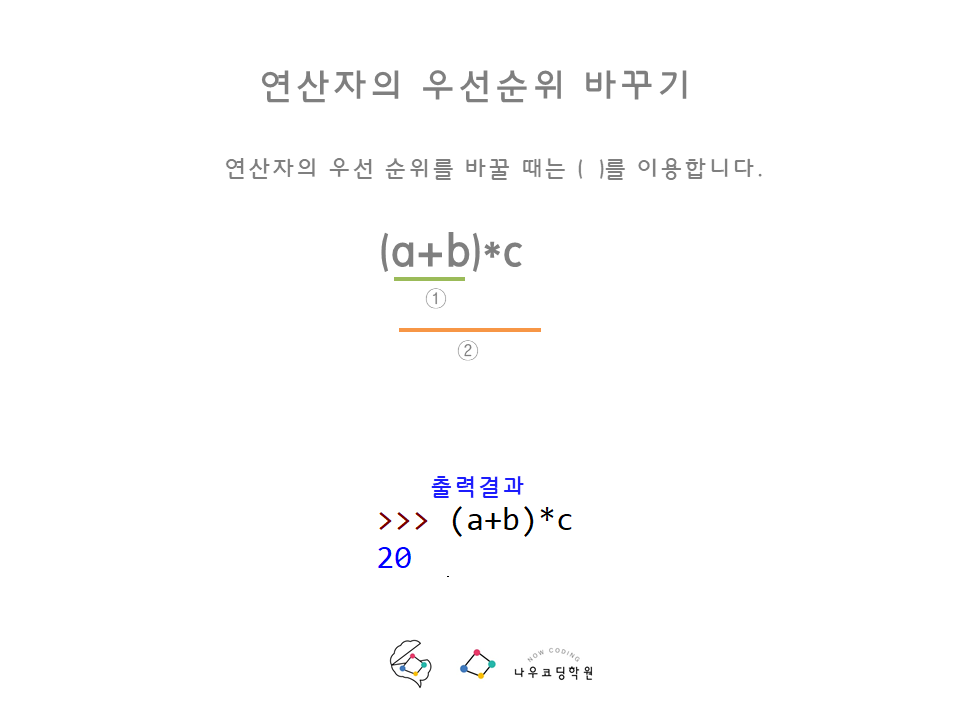 연산자의 우선순위 바꾸기
연산자의 우선 순위를 바꿀 때는 ( )를 이용합니다.
(a+b)*c
①
②
출력결과
>>> (a+b)*c
20
NOW CODING
나우코딩학원